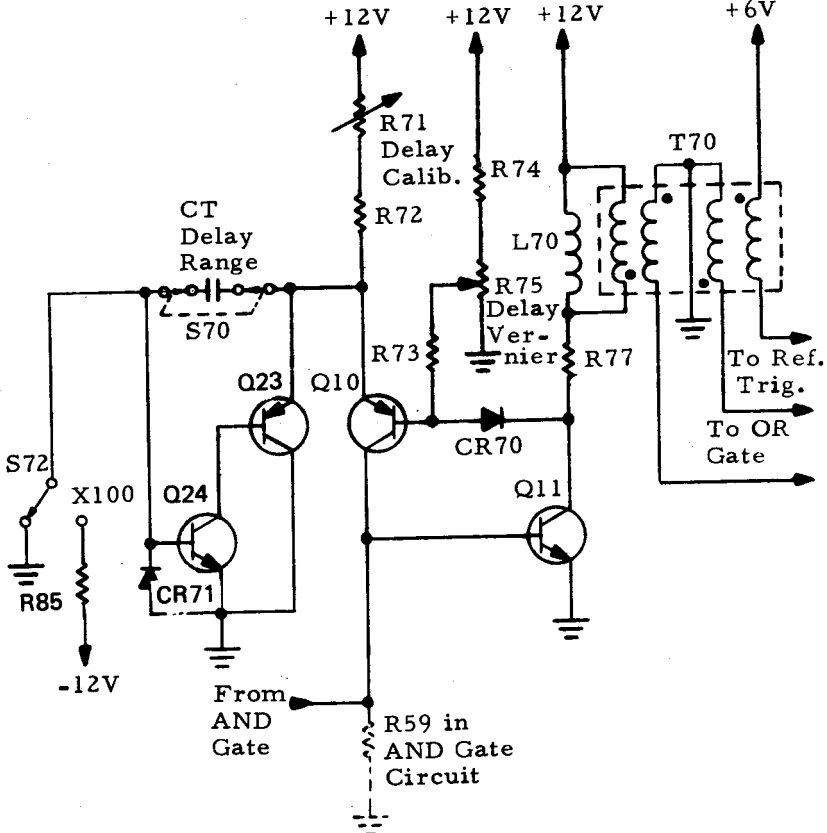 +12V
+12V
+12V
+6V
R71
Delay
Calib.
R74
T70
CT
Delay
Range
R72
L70
S70
R75
Delay
Ver-
nier
R73
R77
To Ref.
Trig.
Q23
Q10
CR70
To OR
Gate
S72
X100
Q24
Q11
R85
CR71
-12V
From
AND
Gate
R59 in
AND Gate
Circuit